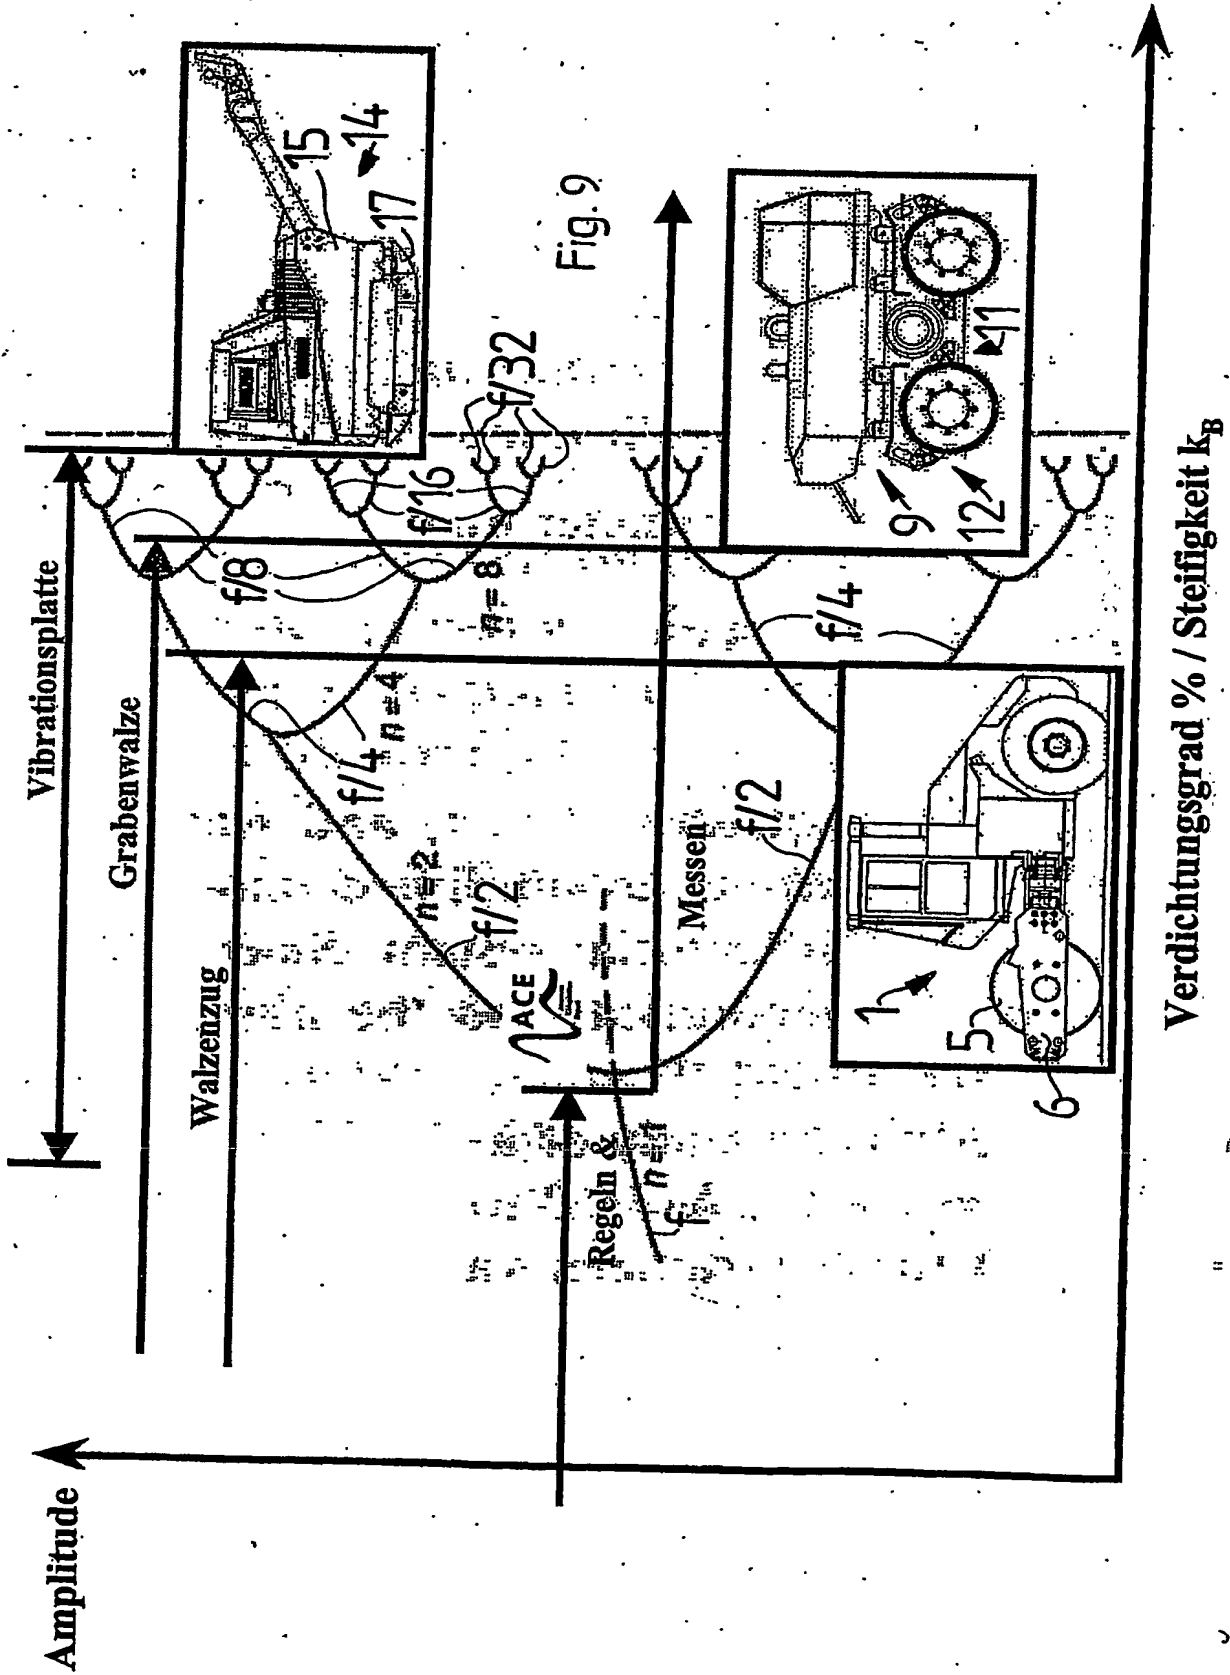 Amplitude
Vibrationsplatte
Grabenwalze
Walzenzug
15
14
17
f/32
f/16
f/8
n = 8
f/4
n = 4
n = 2
f/2
ACE
Fig. 9
Regeln &
Messen
n = 1
f
f/2
f/4
9
12
11
1
5
6
Verdichtungsgrad % / Steifigkeit k_B